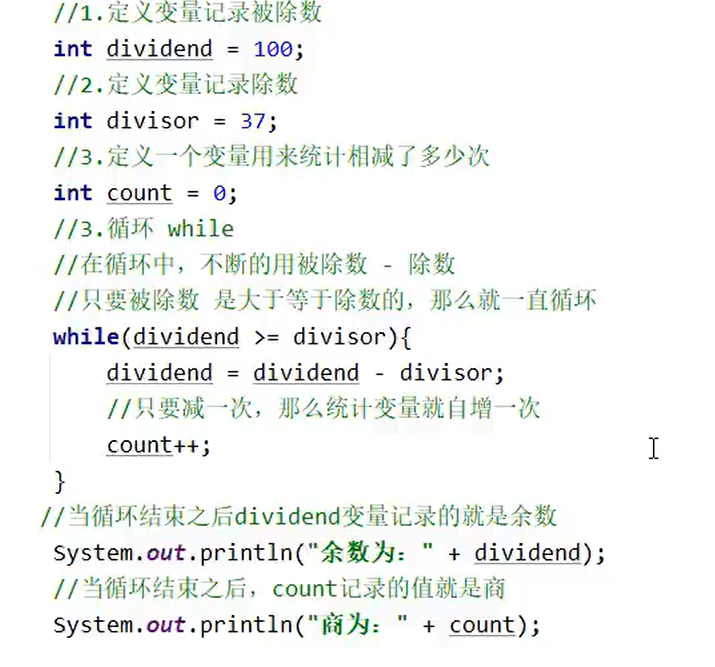 //1.定义变量记录被除数
int dividend = 100;
//2.定义变量记录除数
int divisor = 37;
//3.定义一个变量用来统计相减了多少次
int count = 0;
//3.循环 while
//在循环中，不断的用被除数 - 除数
//只要被除数 是大于等于除数的，那么就一直循环
while(dividend >= divisor){
    dividend = dividend - divisor;
    //只要减一次，那么统计变量就自增一次
    count++;
}
//当循环结束之后dividend变量记录的就是余数
System.out.println("余数为：" + dividend);
//当循环结束之后，count记录的值就是商
System.out.println("商为：" + count);